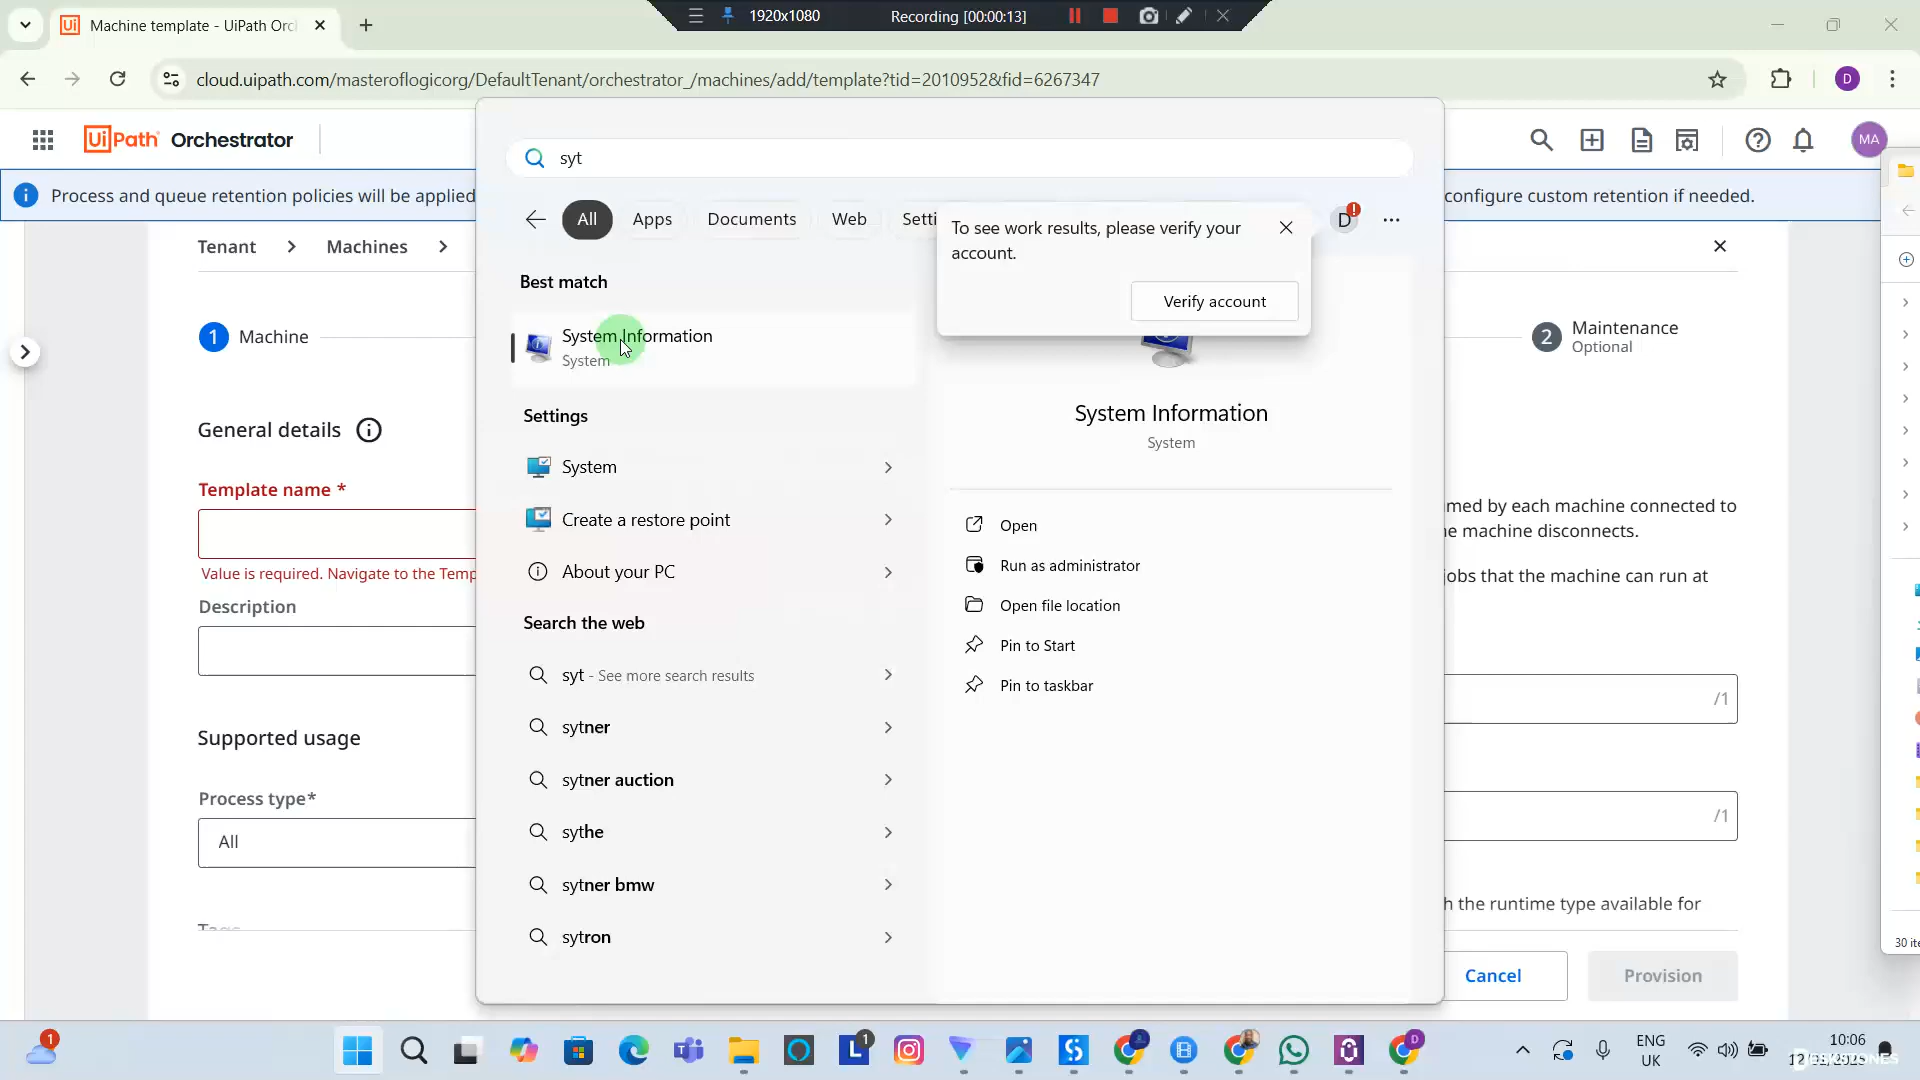 Machine template - UiPath Orc
1920x1080
Recording [00:00:13]
cloud.uipath.com/masteroflogicorg/DefaultTenant/orchestrator_/machines/add/template?tid=2010952&fid=6267347
D
UiPath Orchestrator
MA
Process and queue retention policies will be applied
configure custom retention if needed.
syt
All
Apps
Documents
Web
Setti
D
To see work results, please verify your
account.
Verify account
Tenant > Machines >
1 Machine
2 Maintenance
Optional
Best match
System Information
System
General details
Template name *
Value is required. Navigate to the Temp
Description
Supported usage
Process type*
All
Settings
System
Create a restore point
About your PC
Search the web
syt - See more search results
sytner
sytner auction
sythe
sytner bmw
sytron
System Information
System
Open
Run as administrator
Open file location
Pin to Start
Pin to taskbar
med by each machine connected to
e machine disconnects.
jobs that the machine can run at
/1
/1
h the runtime type available for
Cancel
Provision
30 ite
1
1
D
ENG
UK
10:06